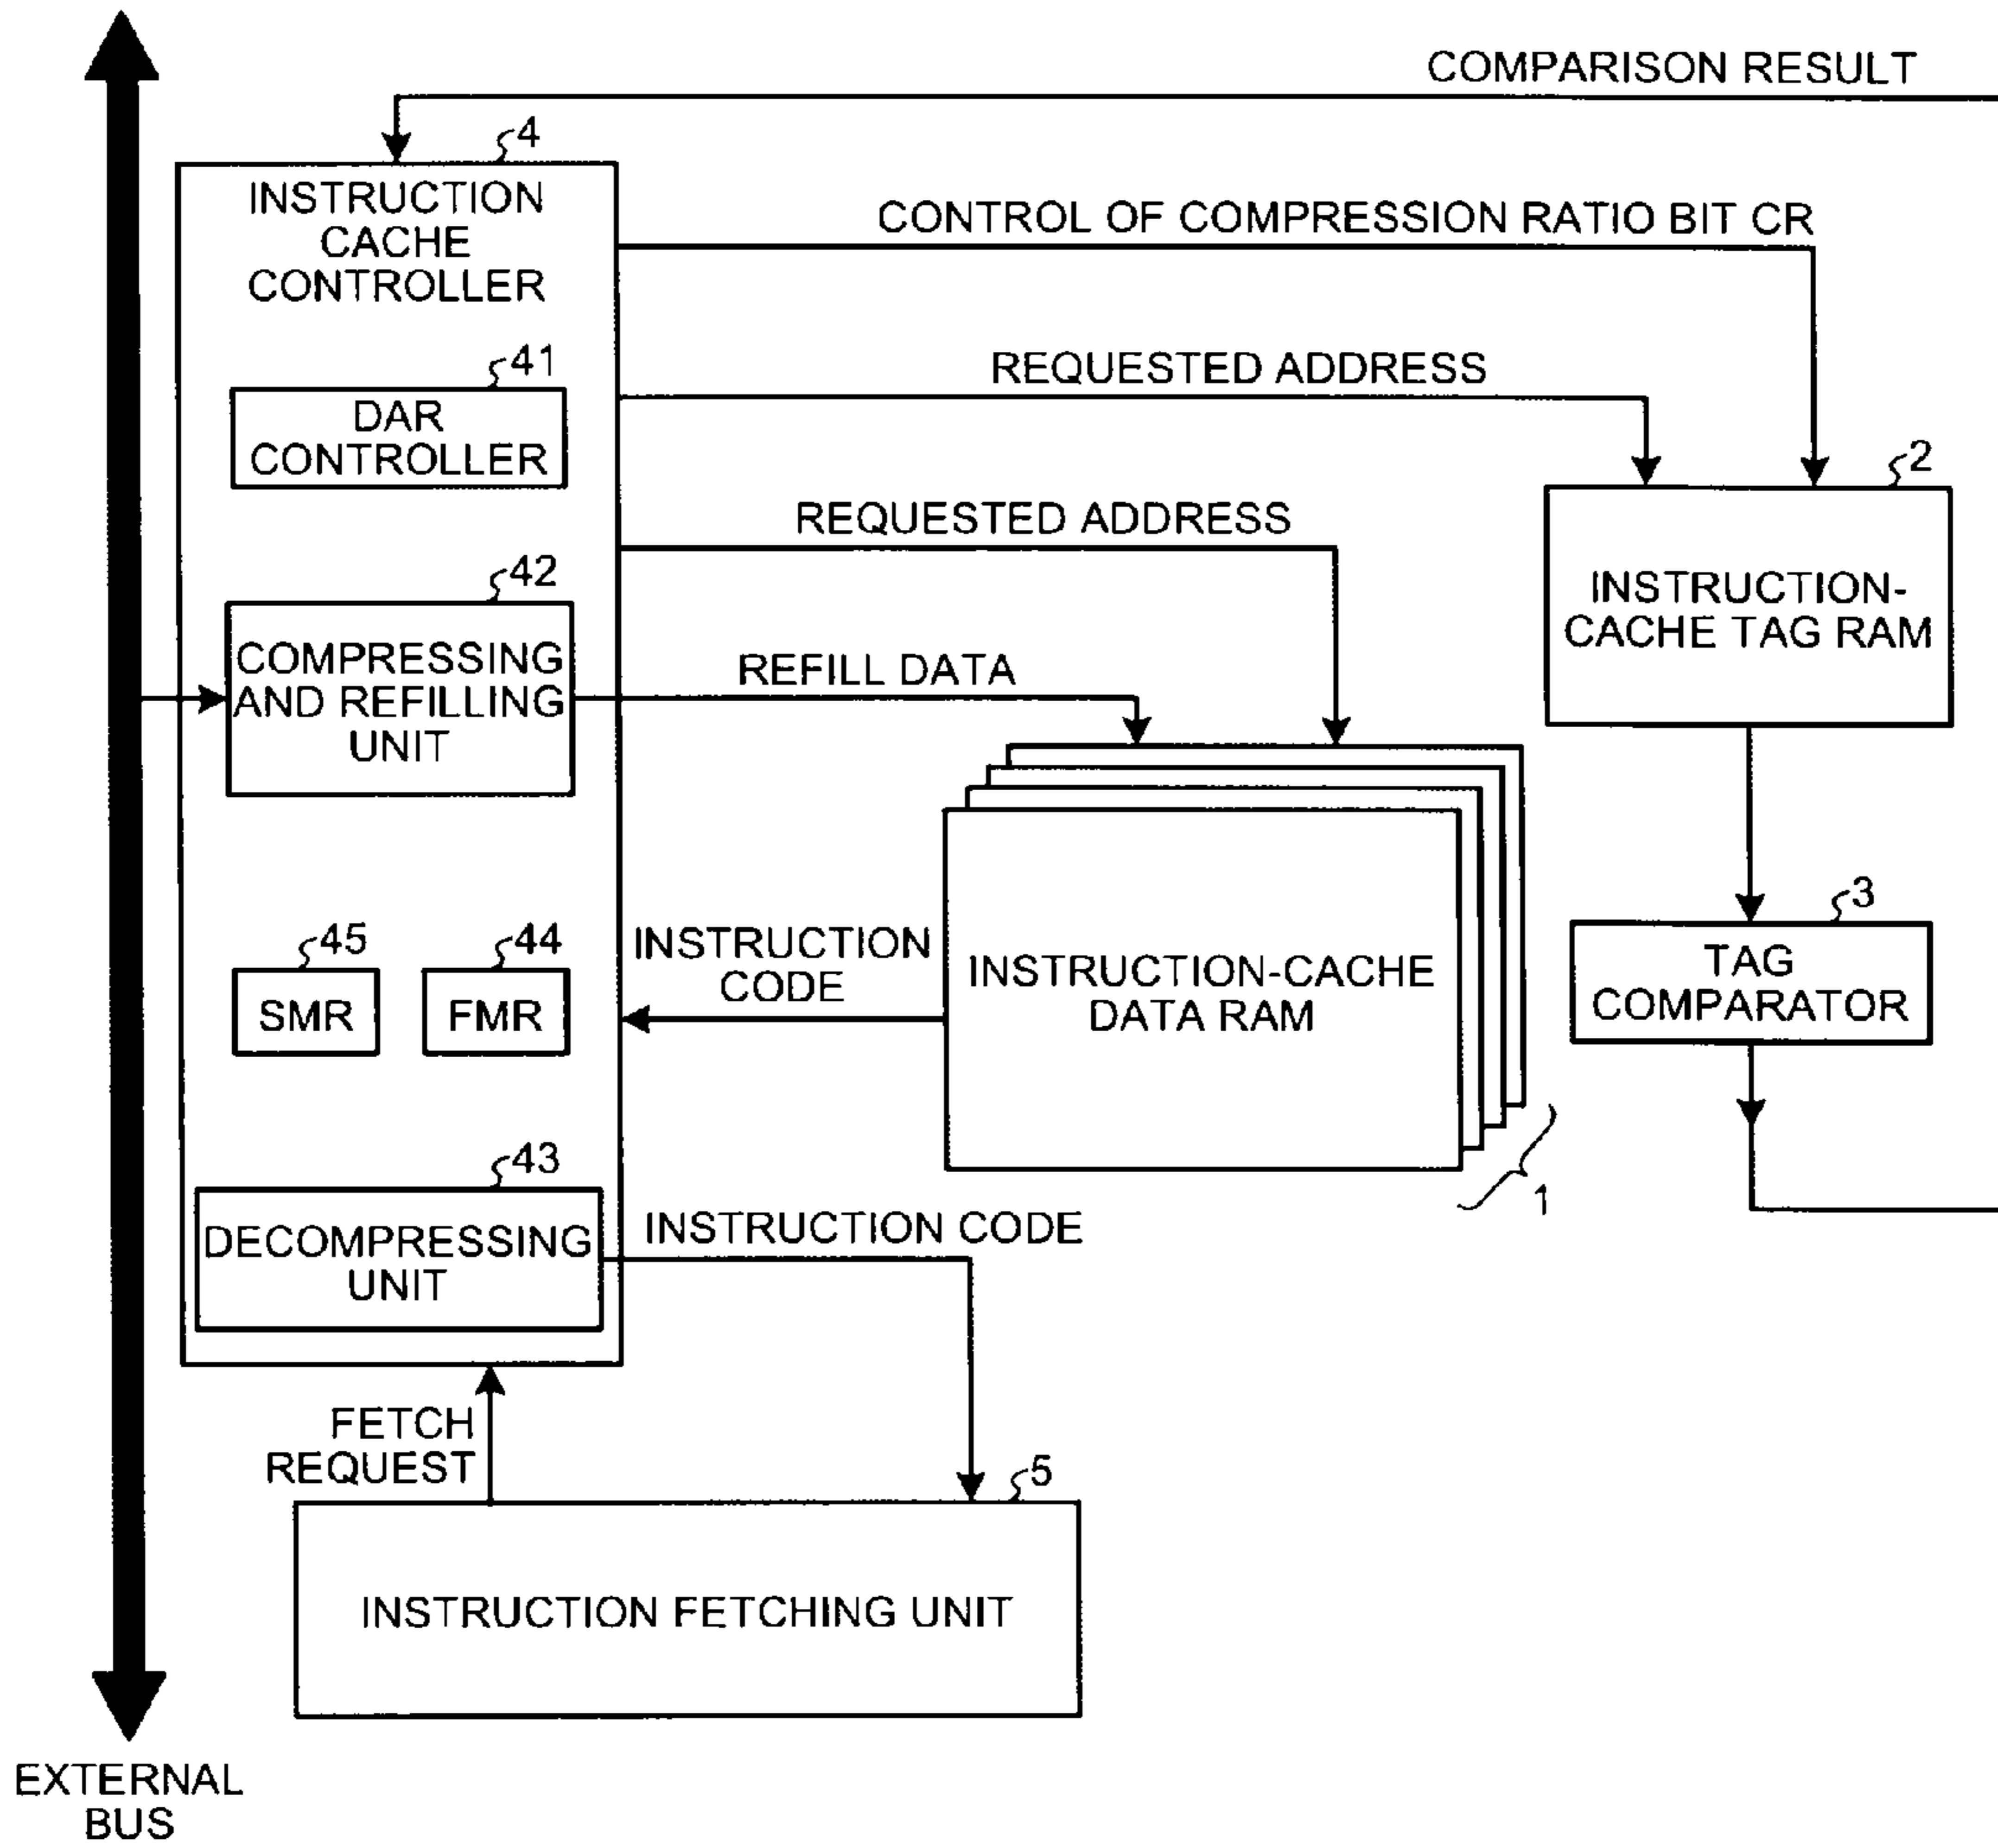 COMPARISON RESULT
4
INSTRUCTION
CACHE
CONTROLLER
CONTROL OF COMPRESSION RATIO BIT CR
41
DAR
CONTROLLER
REQUESTED ADDRESS
2
INSTRUCTION-
CACHE TAG RAM
REQUESTED ADDRESS
42
COMPRESSING
AND REFILLING
UNIT
REFILL DATA
3
TAG
COMPARATOR
45
SMR
44
FMR
INSTRUCTION
CODE
INSTRUCTION-CACHE
DATA RAM
1
43
DECOMPRESSING
UNIT
INSTRUCTION CODE
FETCH
REQUEST
5
INSTRUCTION FETCHING UNIT
EXTERNAL
BUS